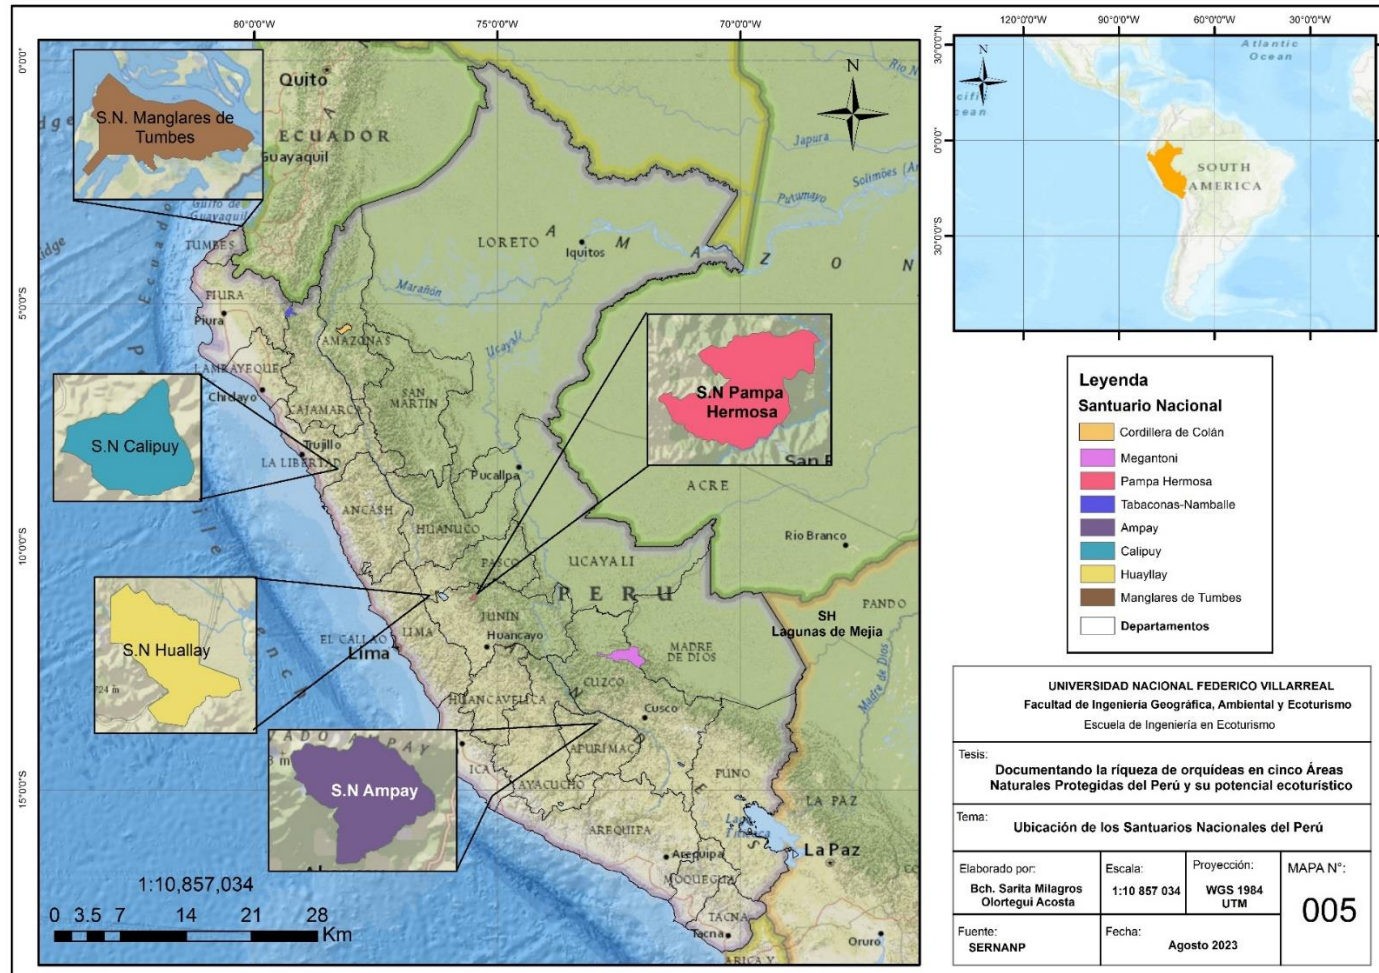 80°0'0"W
75°0'0"W
70°0'0"W
0°0'0"
5°0'0"S
10°0'0"S
15°0'0"S
N
S.N. Manglares de
Tumbes
Quito
ECUADOR
Guayaquil
Golfo de
Guayaquil
TUMBES
PIURA
Piura
LORETO
Iquitos
AMAZON
Marañón
Ucayali
Japura
Putumayo
AMAZONAS
LAMBAYEQUE
Chiclayo
CAJAMARCA
SAN
MARTIN
S.N Calipuy
Trujillo
LA LIBERTAD
S.N Pampa
Hermosa
Pucallpa
ACRE
ANCASH
HUANUCO
Rio Branco
PASCO
UCAYALI
PERU
S.N Huallay
JUNIN
Huancayo
EL CALLAO
LIMA
Lima
SH
Lagunas de Mejia
PANDO
MADRE
DE DIOS
Madre de Dios
CUZCO
Cusco
HUANCAVELICA
S.N Ampay
APURIMAC
ICA
AYACUCHO
PUNO
LA PAZ
AREQUIPA
Lago
Titicaca
La Paz
Arequipa
MOQUEGUA
TACNA
Tacna
Oruro
ARICA Y
1:10,857,034
0 3.5 7 14 21 28
Km
120°0'0"W
90°0'0"W
60°0'0"W
30°0'0"W
30°0'0"N
0°0'0"
30°0'0"S
N
Atlantic
Ocean
SOUTH
AMERICA
Leyenda
Santuario Nacional
Cordillera de Colán
Megantoni
Pampa Hermosa
Tabaconas-Namballe
Ampay
Calipuy
Huayllay
Manglares de Tumbes
Departamentos
UNIVERSIDAD NACIONAL FEDERICO VILLARREAL
Facultad de Ingeniería Geográfica, Ambiental y Ecoturismo
Escuela de Ingeniería en Ecoturismo
Tesis:
Documentando la ríqueza de orquídeas en cinco Áreas
Naturales Protegidas del Perú y su potencial ecoturístico
Tema:
Ubicación de los Santuarios Nacionales del Perú
Elaborado por:
Bch. Sarita Milagros
Olortegui Acosta
Escala:
1:10 857 034
Proyección:
WGS 1984
UTM
MAPA N°:
005
Fuente:
SERNANP
Fecha:
Agosto 2023